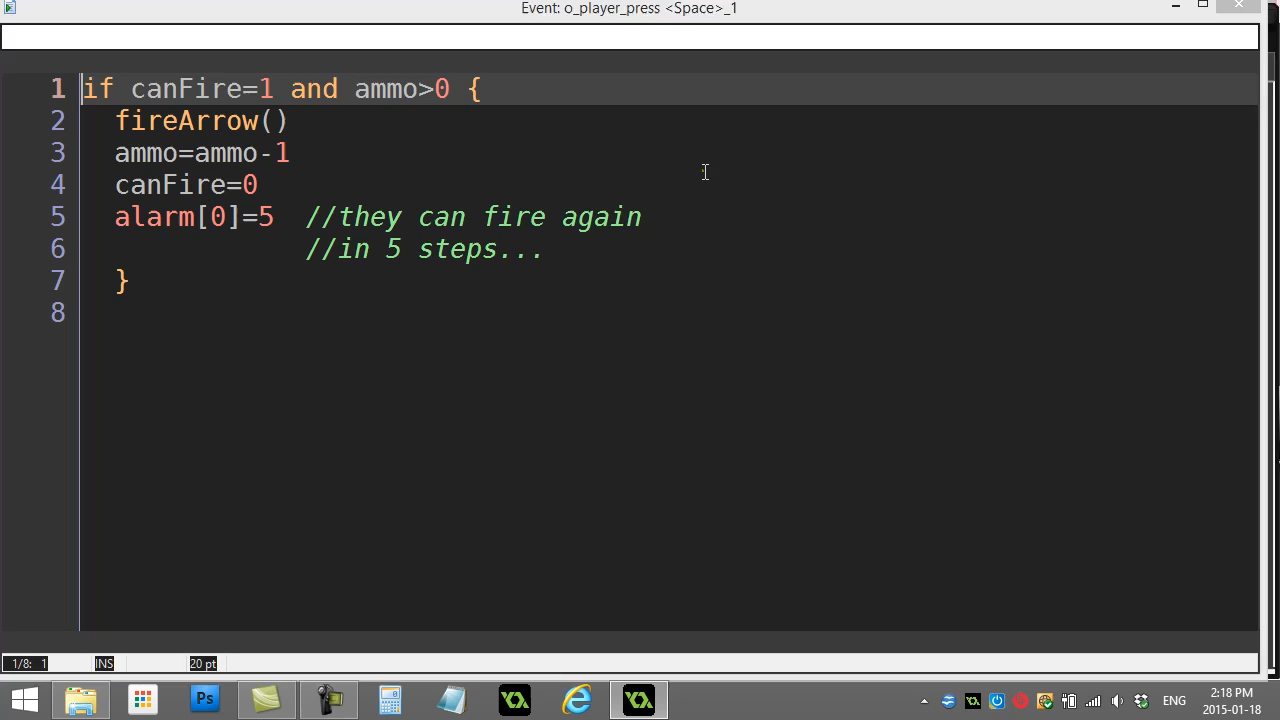 Event: o_player_press <Space>_1
1 if canFire=1 and ammo>0 {
2 fireArrow()
3 ammo=ammo-1
4 canFire=0
5 alarm[0]=5 //they can fire again
6 //in 5 steps...
7 }
8
1/8: 1 INS 20 pt
Ps
ENG
2:18 PM
2015-01-18